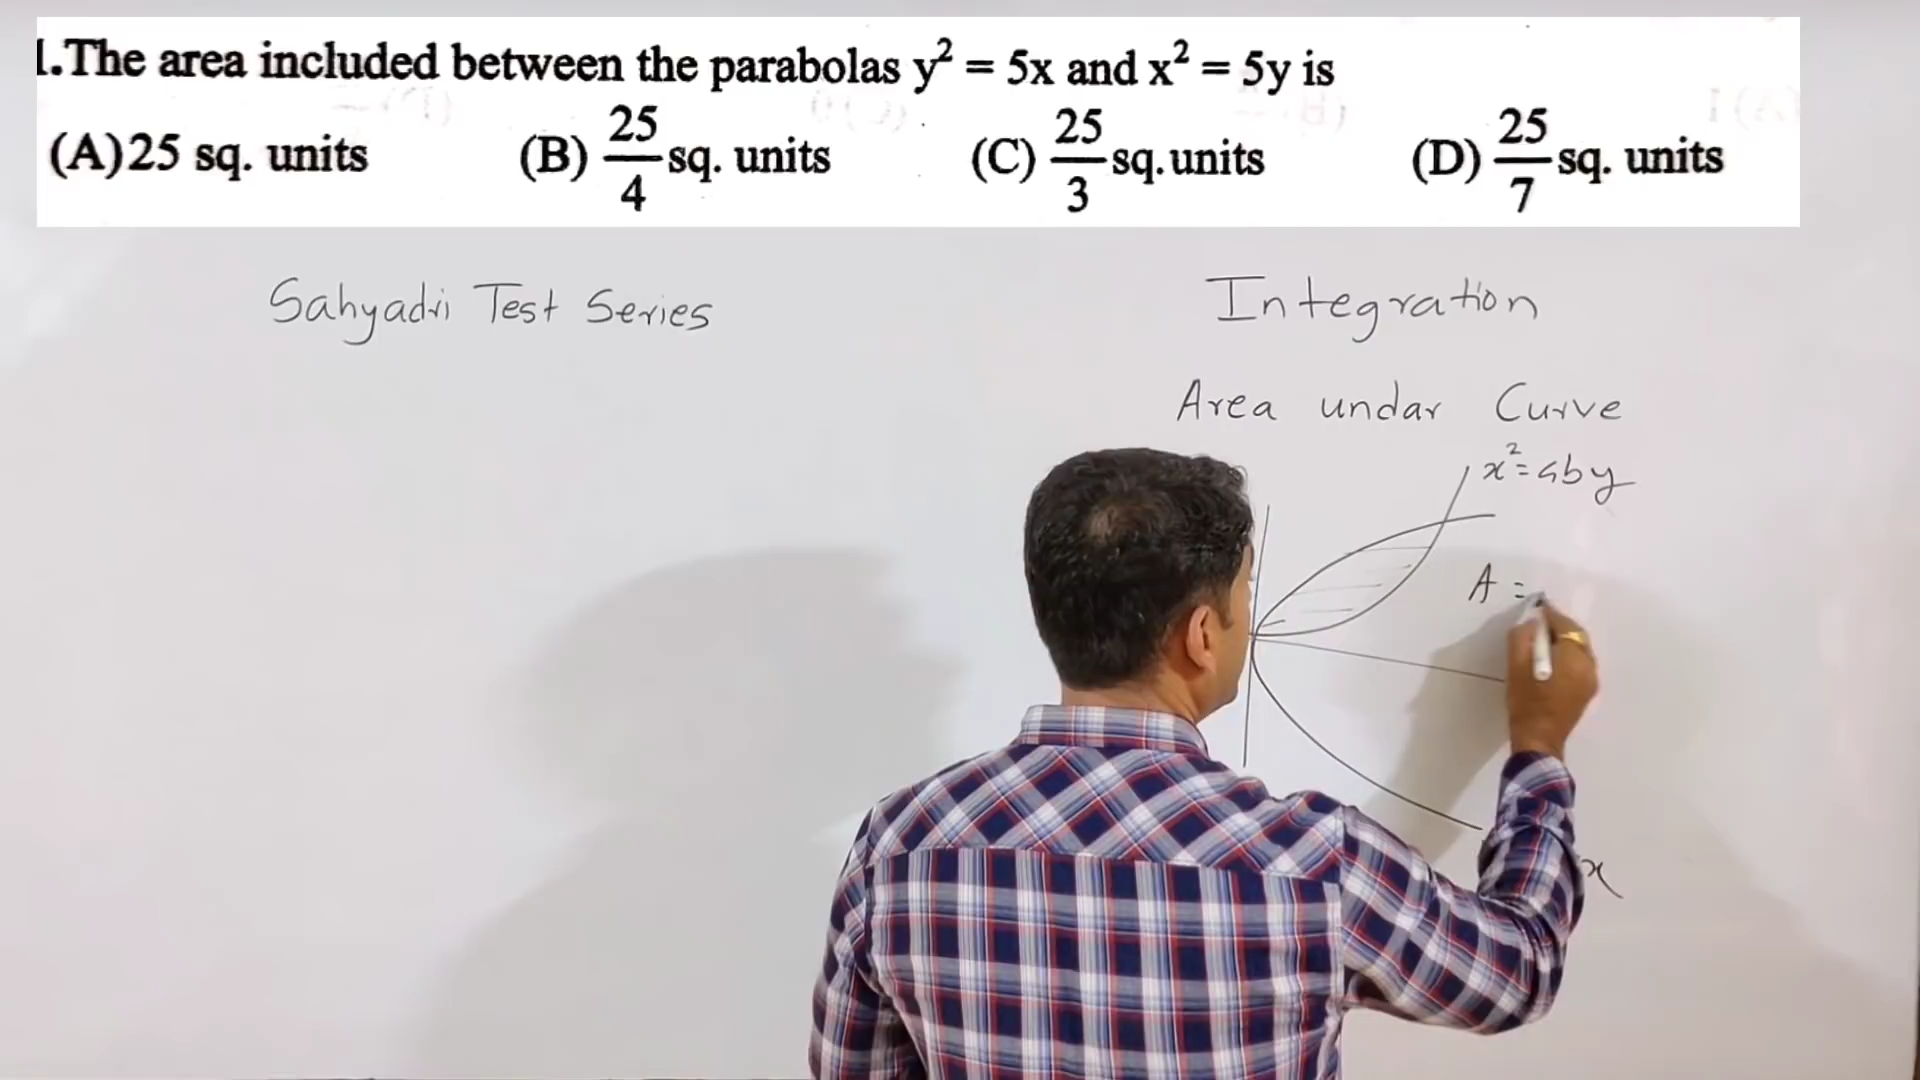 1.The area included between the parabolas y² = 5x and x² = 5y is
(A) 25 sq. units (B) 25/4 sq. units (C) 25/3 sq. units (D) 25/7 sq. units
Sahyadri Test Series
Integration
Area undar Curve
x² = 4by
A =
x